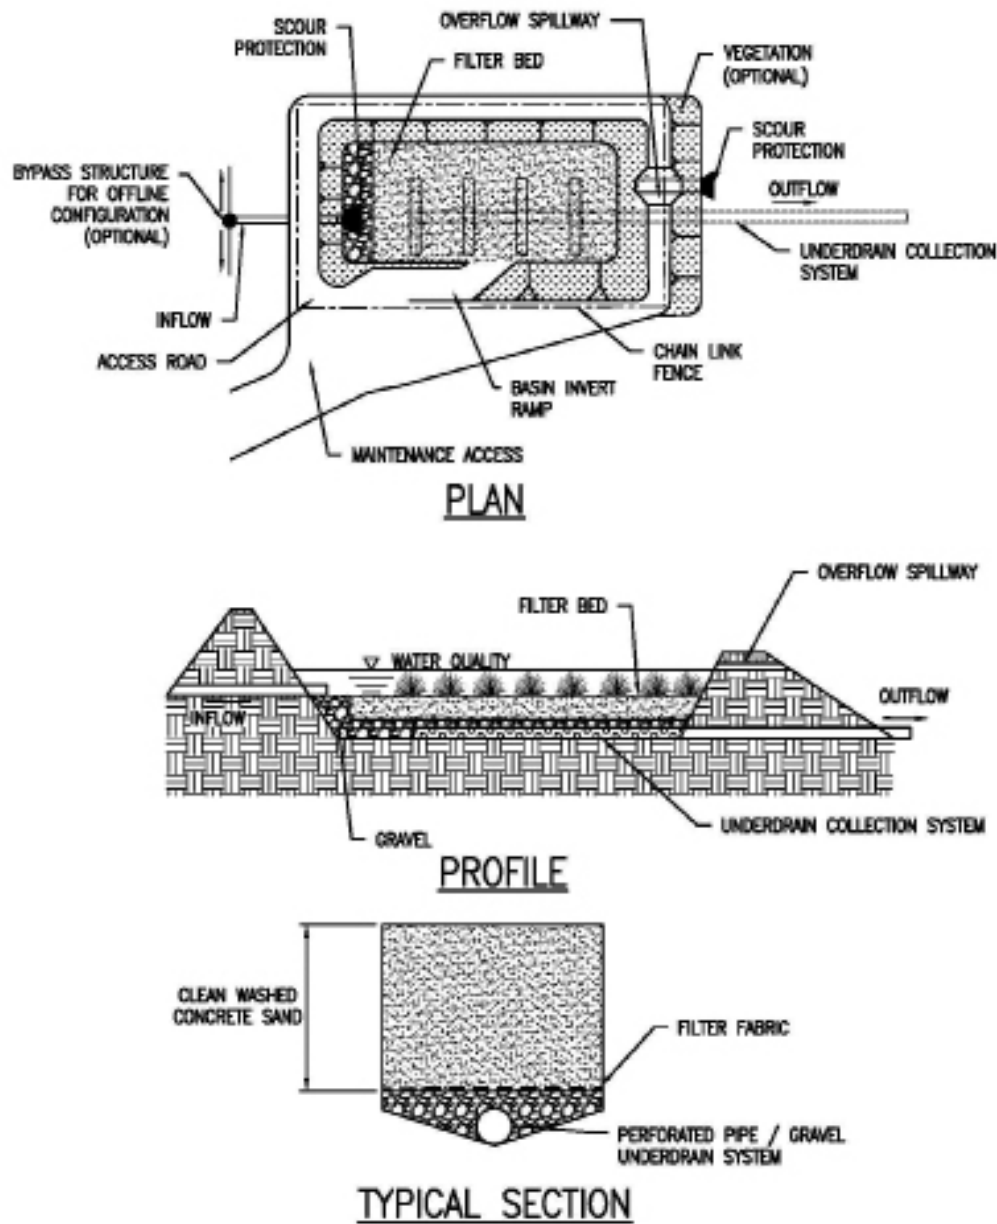 OVERFLOW SPILLWAY
SCOUR
PROTECTION
FILTER BED
VEGETATION
(OPTIONAL)
SCOUR
PROTECTION
BYPASS STRUCTURE
FOR OFFLINE
CONFIGURATION
(OPTIONAL)
OUTFLOW
UNDERDRAIN COLLECTION
SYSTEM
INFLOW
ACCESS ROAD
CHAIN LINK
FENCE
BASIN INVERT
RAMP
MAINTENANCE ACCESS
PLAN
OVERFLOW SPILLWAY
FILTER BED
WATER QUALITY
OUTFLOW
INFLOW
UNDERDRAIN COLLECTION SYSTEM
GRAVEL
PROFILE
CLEAN WASHED
CONCRETE SAND
FILTER FABRIC
PERFORATED PIPE / GRAVEL
UNDERDRAIN SYSTEM
TYPICAL SECTION